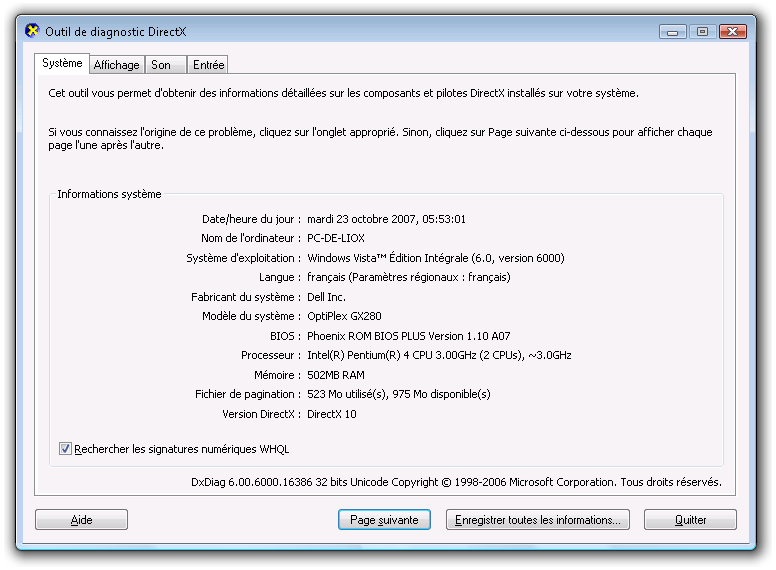 Outil de diagnostic DirectX
Système
Affichage
Son
Entrée
Cet outil vous permet d'obtenir des informations détaillées sur les composants et pilotes DirectX installés sur votre système.
Si vous connaissez l'origine de ce problème, cliquez sur l'onglet approprié. Sinon, cliquez sur Page suivante ci-dessous pour afficher chaque
page l'une après l'autre.
Informations système
Date/heure du jour : mardi 23 octobre 2007, 05:53:01
Nom de l'ordinateur : PC-DE-LIOX
Système d'exploitation : Windows Vista™ Édition Intégrale (6.0, version 6000)
Langue : français (Paramètres régionaux : français)
Fabricant du système : Dell Inc.
Modèle du système : OptiPlex GX280
BIOS : Phoenix ROM BIOS PLUS Version 1.10 A07
Processeur : Intel(R) Pentium(R) 4 CPU 3.00GHz (2 CPUs), ~3.0GHz
Mémoire : 502MB RAM
Fichier de pagination : 523 Mo utilisé(s), 975 Mo disponible(s)
Version DirectX : DirectX 10
Rechercher les signatures numériques WHQL
DxDiag 6.00.6000.16386 32 bits Unicode Copyright © 1998-2006 Microsoft Corporation. Tous droits réservés.
Aide
Page suivante
Enregistrer toutes les informations...
Quitter